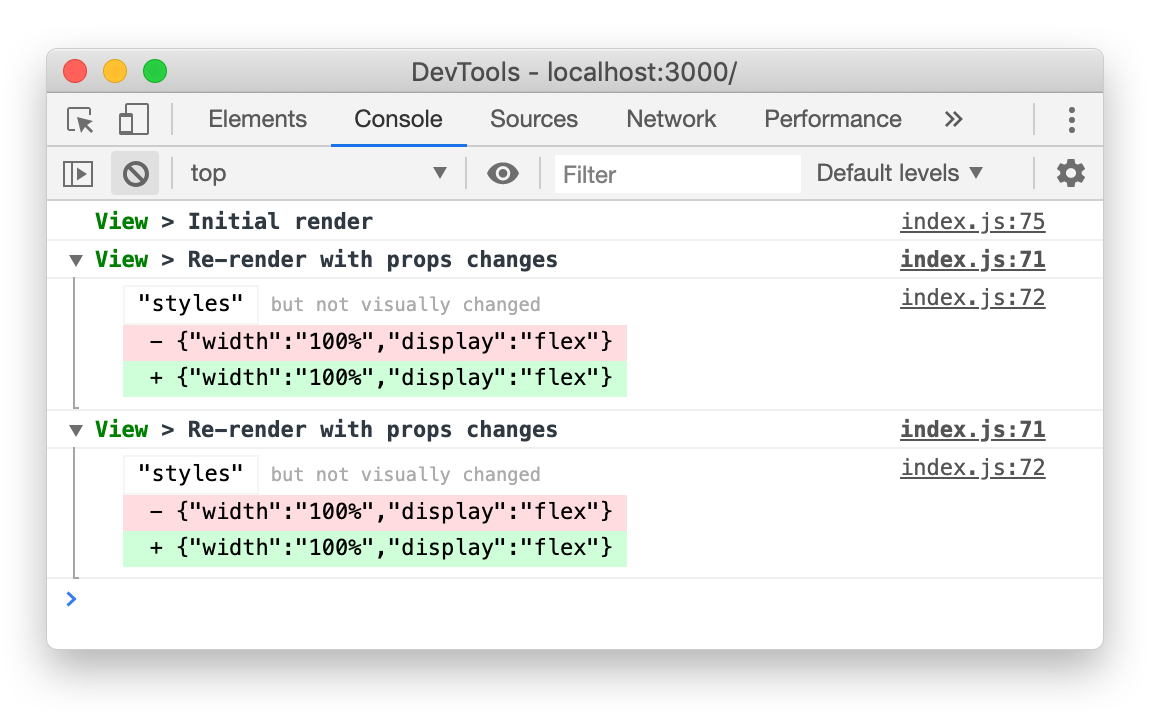 DevTools - localhost:3000/
Elements Console Sources Network Performance »
top ▼ Filter Default levels ▼
View > Initial render index.js:75
▼ View > Re-render with props changes index.js:71
"styles" but not visually changed index.js:72
- {"width":"100%","display":"flex"}
+ {"width":"100%","display":"flex"}
▼ View > Re-render with props changes index.js:71
"styles" but not visually changed index.js:72
- {"width":"100%","display":"flex"}
+ {"width":"100%","display":"flex"}
>